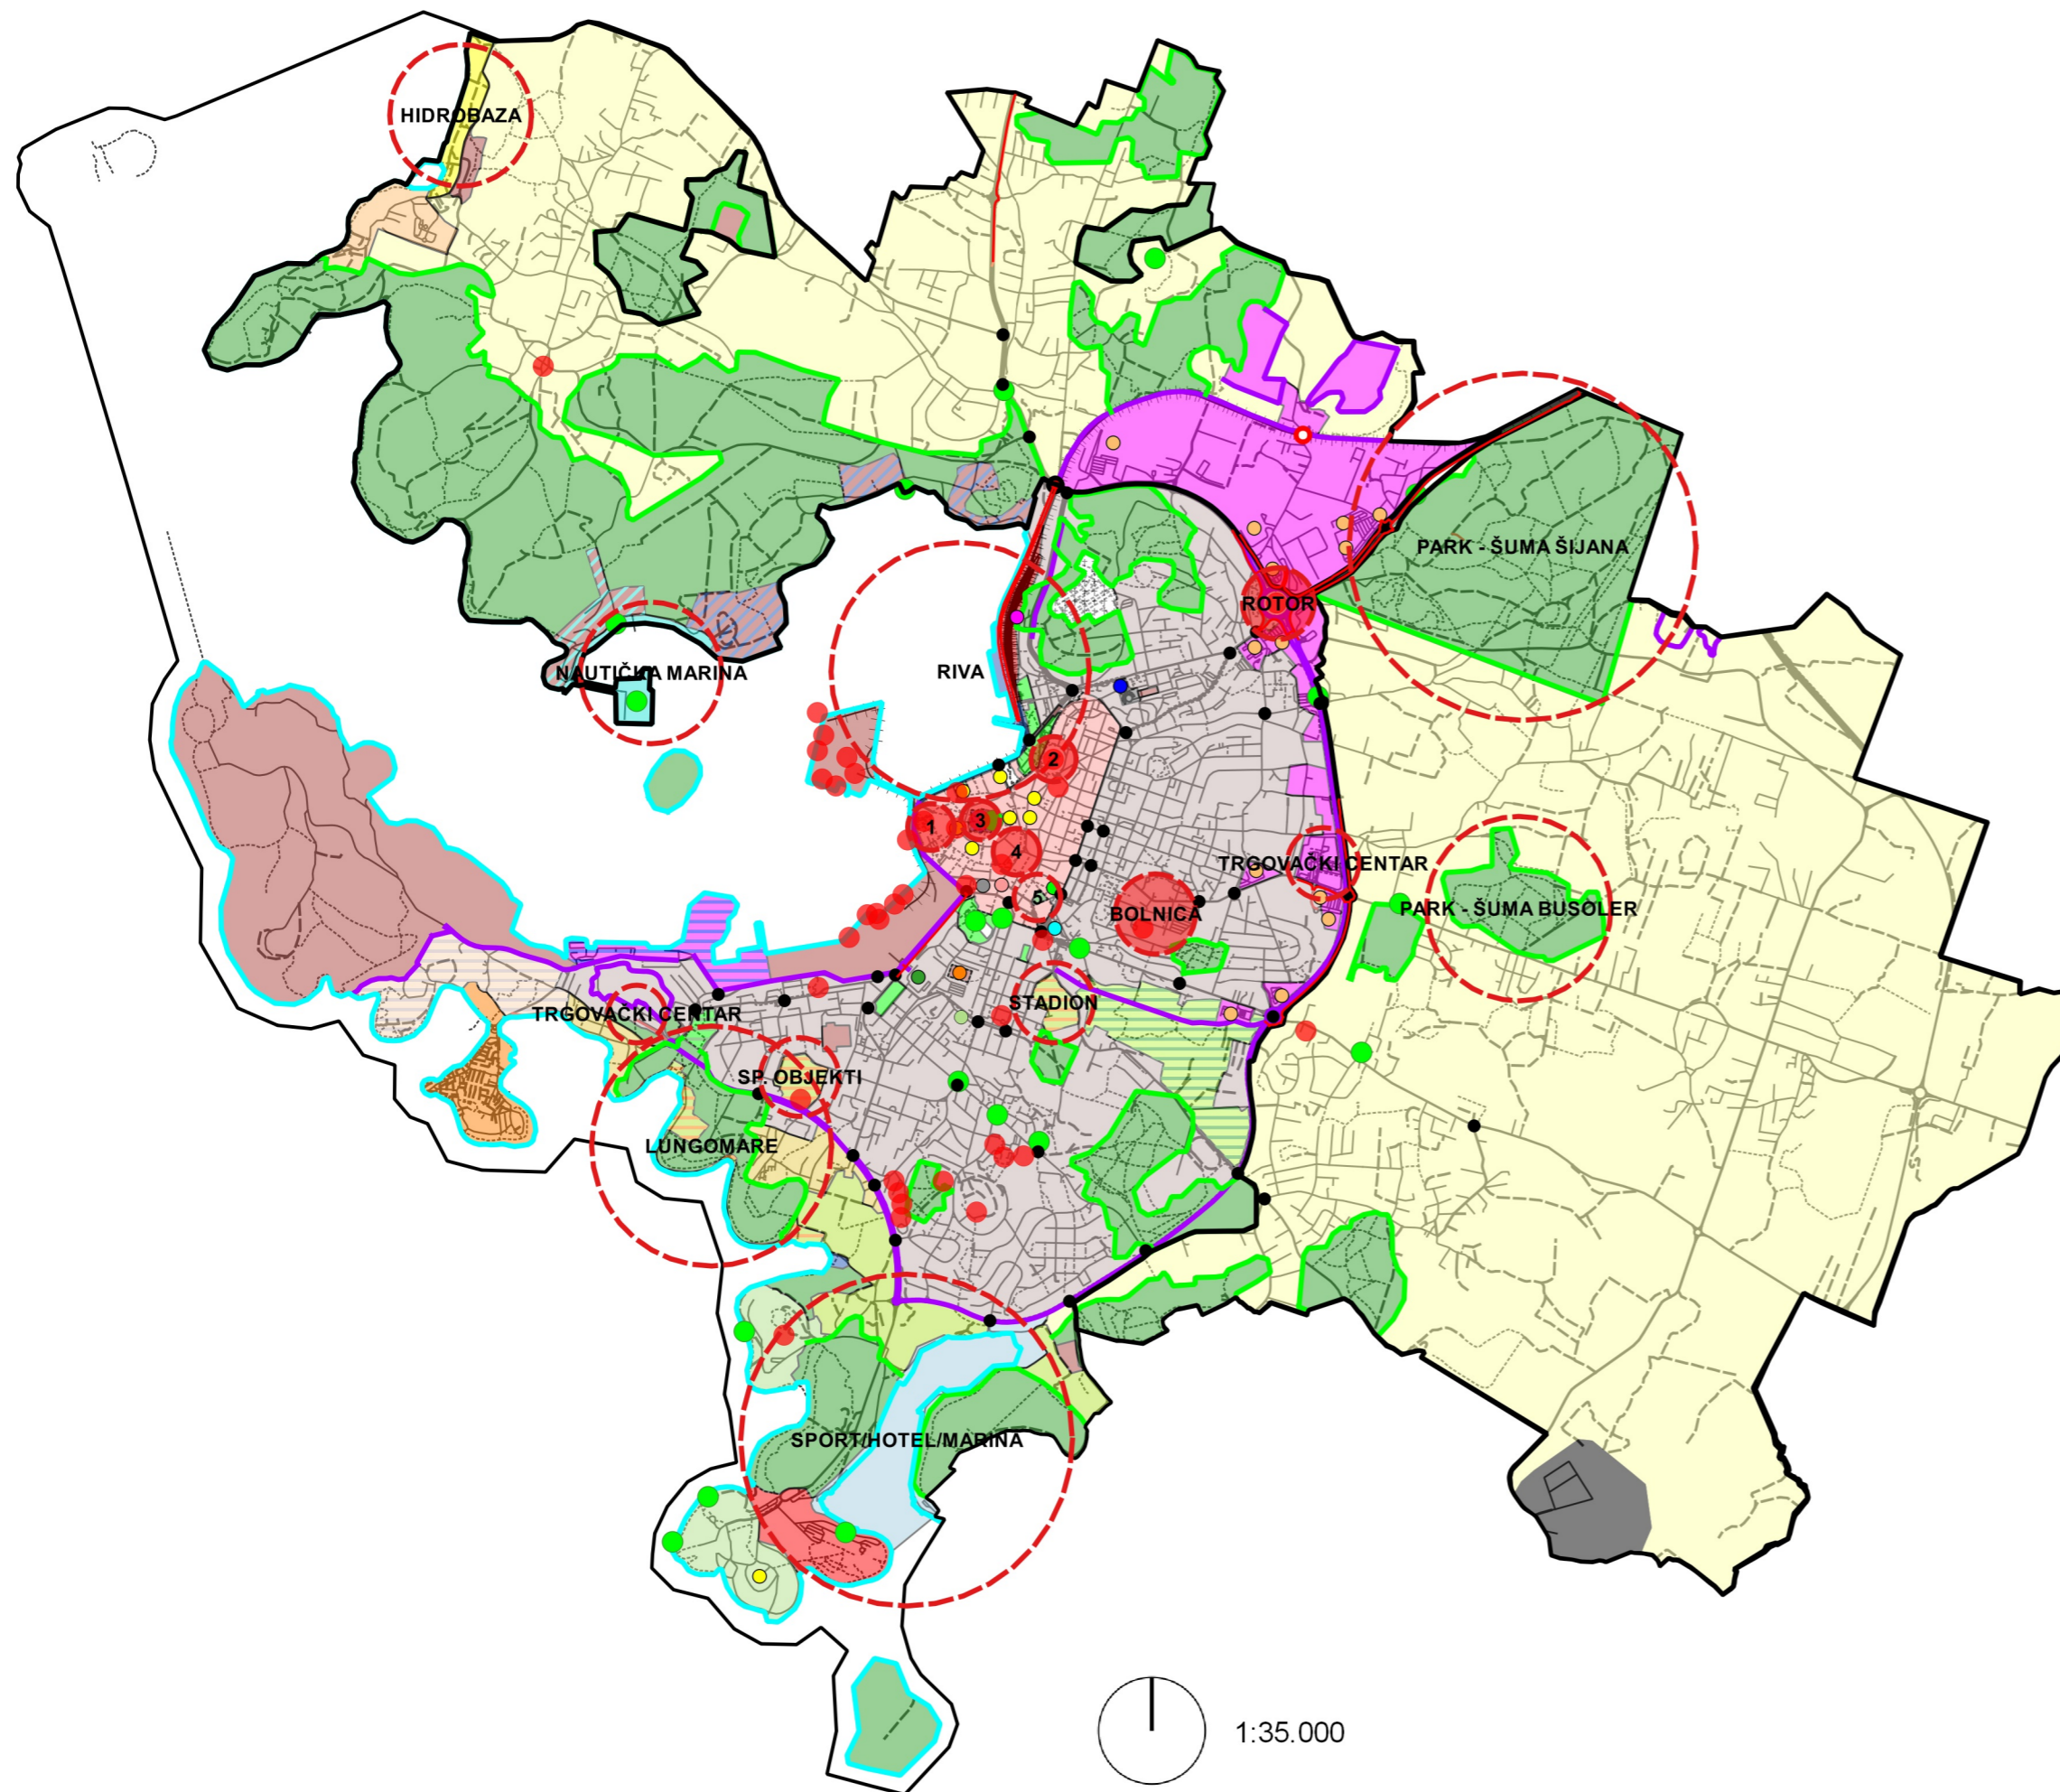 HIDROBAZA
PARK - ŠUMA ŠIJANA
ROTOR
NAUTIČKA MARINA
RIVA
2
3
1
4
TRGOVAČKI CENTAR
5
PARK - ŠUMA BUSOLER
BOLNICA
STADION
TRGOVAČKI CENTAR
SP. OBJEKTI
LUNGOMARE
SPORT/HOTEL/MARINA
1:35.000